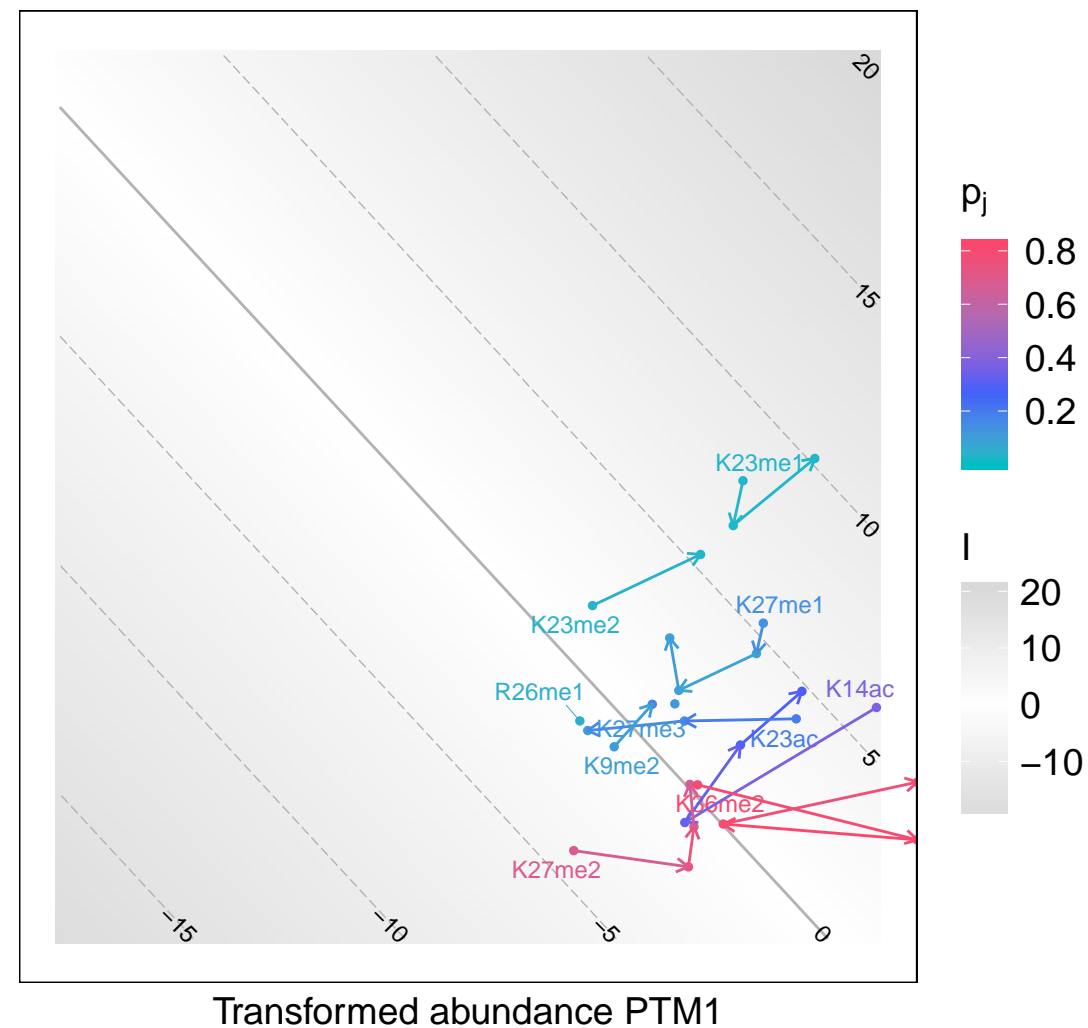 20
15
10
5
0
−5
−10
−15
K23me1
K23me2
K27me1
R26me1
K14ac
K27me3
K23ac
K9me2
K36me2
K27me2
Transformed abundance PTM1
pj
0.8
0.6
0.4
0.2
I
20
10
0
−10